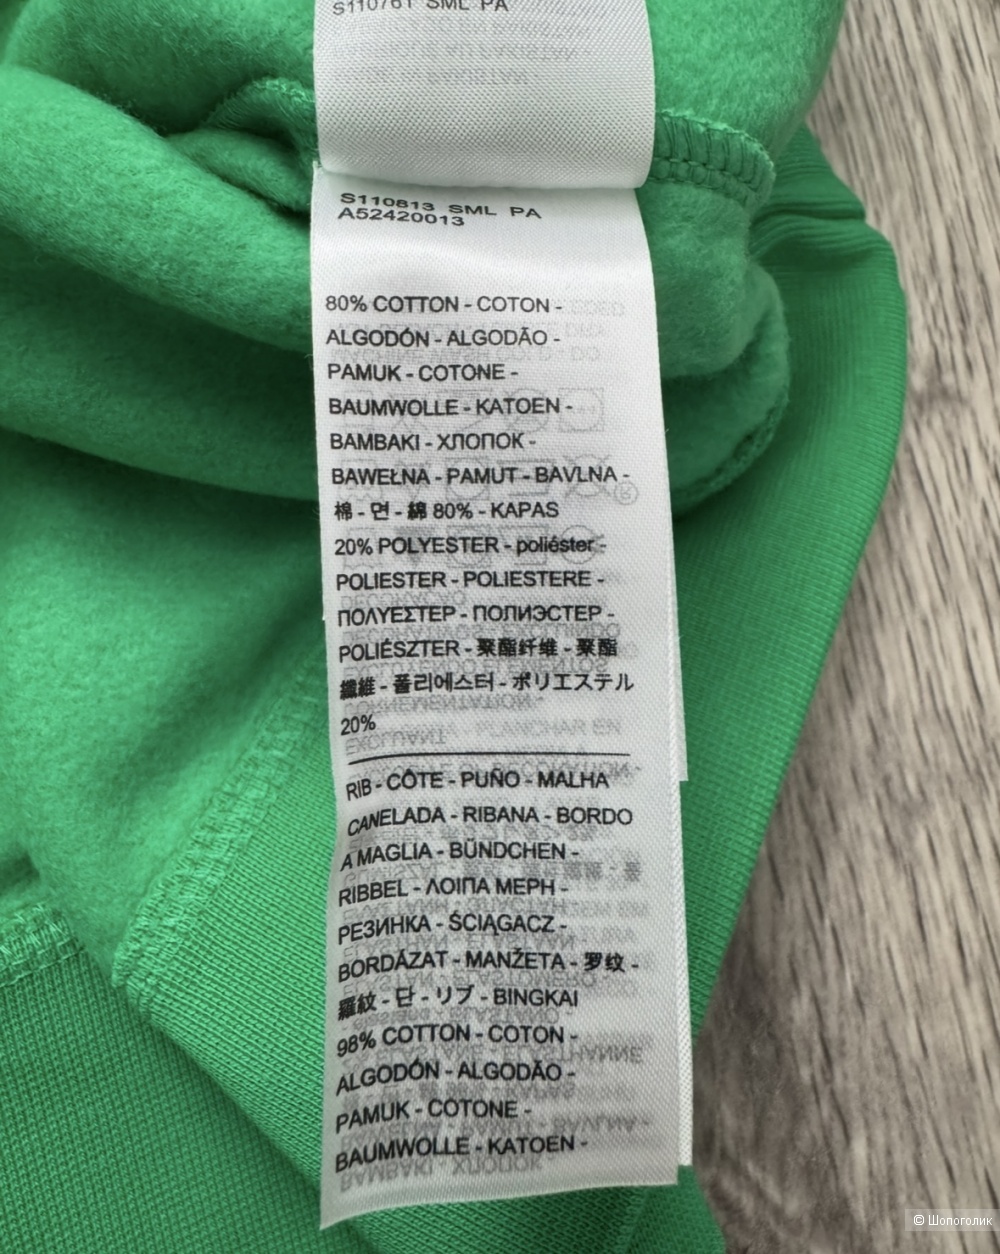 S110761 SML PA
S110813 SML PA
A52420013
80% COTTON - COTON -
ALGODÓN - ALGODÃO -
PAMUK - COTONE -
BAUMWOLLE - KATOEN -
BAMBAKI - ХЛОПОК -
BAWEŁNA - PAMUT - BAVLNA -
棉 - 면 - 綿 80% - KAPAS
20% POLYESTER - poliéster -
POLIESTER - POLIESTERE -
ΠΟΛΥΕΣΤΕΡ - ПОЛИЭСТЕР -
POLIÉSZTER - 聚酯纤维 - 聚酯
纖維 - 폴리에스터 - ポリエステル
20%
RIB - CÔTE - PUÑO - MALHA
CANELADA - RIBANA - BORDO
A MAGLIA - BÜNDCHEN -
RIBBEL - ΛΟΙΠΑ ΜΕΡΗ -
РЕЗИНКА - ŚCIĄGACZ -
BORDÁZAT - MANŽETA - 罗纹 -
羅紋 - 단 - リブ - BINGKAI
98% COTTON - COTON -
ALGODÓN - ALGODÃO -
PAMUK - COTONE -
BAUMWOLLE - KATOEN -
© Шопоголик